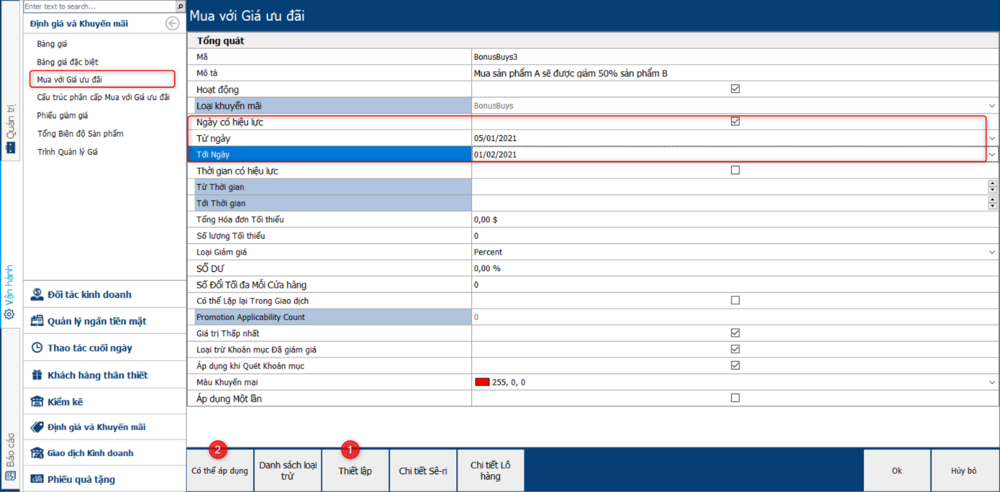 Enter text to search...
Định giá và Khuyến mãi
Bảng giá
Bảng giá đặc biệt
Mua với Giá ưu đãi
Cấu trúc phân cấp Mua với Giá ưu đãi
Phiếu giảm giá
Tổng Biên độ Sản phẩm
Trình Quản lý Giá
Quản trị
Vận hành
Báo cáo
Đối tác kinh doanh
Quản lý ngăn tiền mặt
Thao tác cuối ngày
Khách hàng thân thiết
Kiểm kê
Định giá và Khuyến mãi
Giao dịch Kinh doanh
Phiếu quà tặng
Mua với Giá ưu đãi
Tổng quát
Mã BonusBuys3
Mô tả Mua sản phẩm A sẽ được giảm 50% sản phẩm B
Hoạt động
Loại khuyến mãi BonusBuys
Ngày có hiệu lực
Từ ngày 05/01/2021
Tới Ngày 01/02/2021
Thời gian có hiệu lực
Từ Thời gian
Tới Thời gian
Tổng Hóa đơn Tối thiểu 0,00 $
Số lượng Tối thiểu 0
Loại Giảm giá Percent
SỐ DƯ 0,00 %
Số Đổi Tối đa Mỗi Cửa hàng 0
Có thể Lặp lại Trong Giao dịch
Promotion Applicability Count 0
Giá trị Thấp nhất
Loại trừ Khoản mục Đã giảm giá
Áp dụng khi Quét Khoản mục
Màu Khuyến mại 255, 0, 0
Áp dụng Một lần
2
1
Có thể áp dụng
Danh sách loại
trừ
Thiết lập
Chi tiết Sê-ri
Chi tiết Lô
hàng
Ok
Hủy bỏ